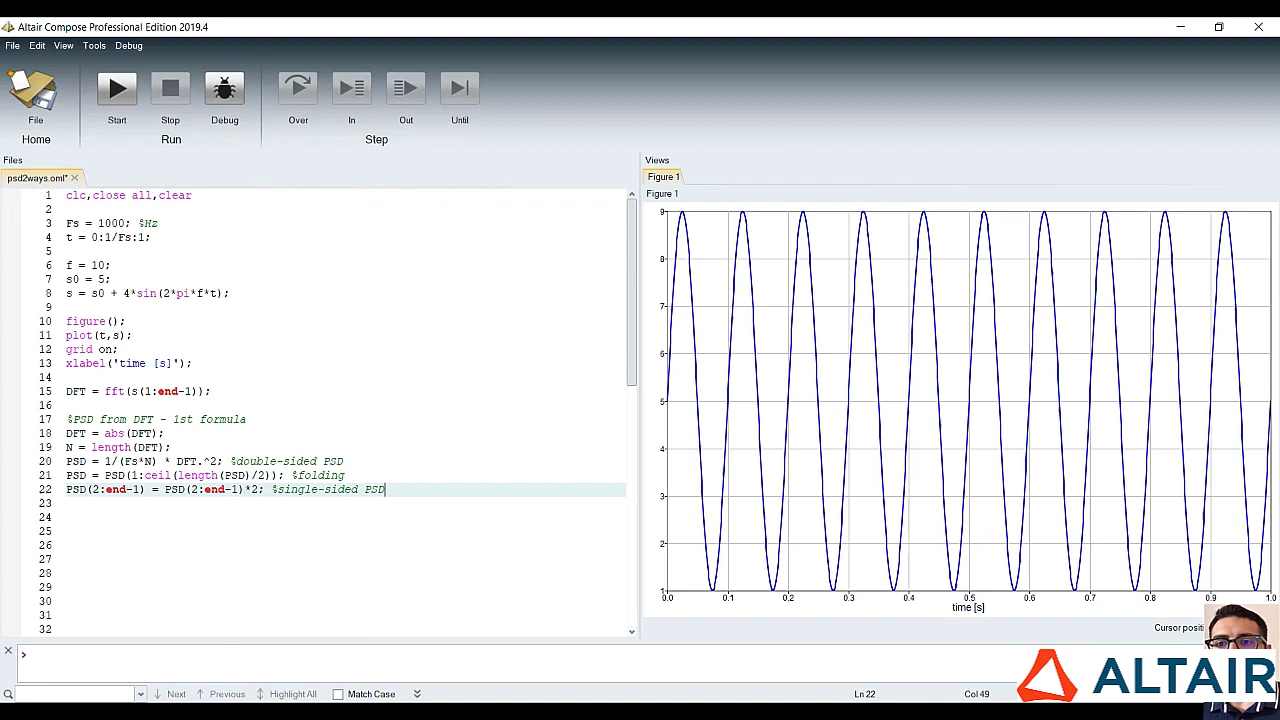 Altair Compose Professional Edition 2019.4
File Edit View Tools Debug
File Start Stop Debug Over In Out Until
Home Run Step
Files
psd2ways.oml*
1 clc,close all,clear
2
3 Fs = 1000; %Hz
4 t = 0:1/Fs:1;
5
6 f = 10;
7 s0 = 5;
8 s = s0 + 4*sin(2*pi*f*t);
9
10 figure();
11 plot(t,s);
12 grid on;
13 xlabel('time [s]');
14
15 DFT = fft(s(1:end-1));
16
17 %PSD from DFT - 1st formula
18 DFT = abs(DFT);
19 N = length(DFT);
20 PSD = 1/(Fs*N) * DFT.^2; %double-sided PSD
21 PSD = PSD(1:ceil(length(PSD)/2)); %folding
22 PSD(2:end-1) = PSD(2:end-1)*2; %single-sided PSD
23
24
25
26
27
28
29
30
31
32
Views
Figure 1
Figure 1
9
8
7
6
5
4
3
2
1
0.0 0.1 0.2 0.3 0.4 0.5 0.6 0.7 0.8 0.9 1.0
time [s]
Cursor
>
Next Previous Highlight All Match Case
Ln 22 Col 49
ALTAIR